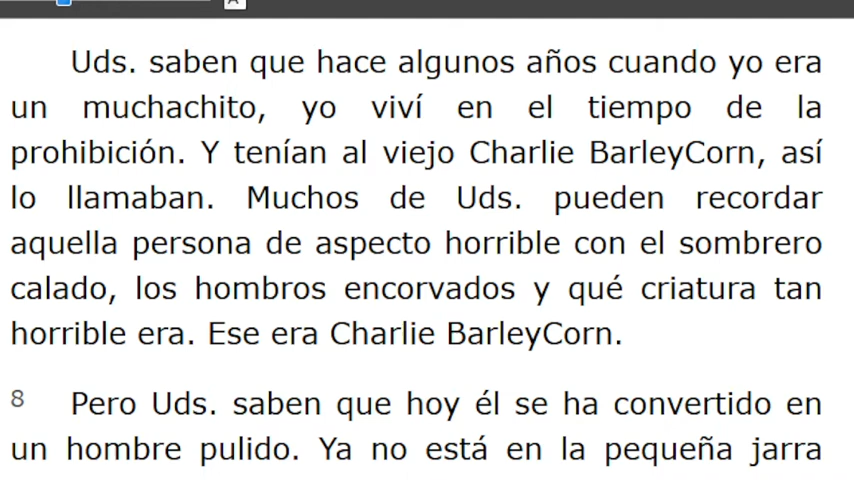 A
Uds. saben que hace algunos años cuando yo era
un muchachito, yo viví en el tiempo de la
prohibición. Y tenían al viejo Charlie BarleyCorn, así
lo llamaban. Muchos de Uds. pueden recordar
aquella persona de aspecto horrible con el sombrero
calado, los hombros encorvados y qué criatura tan
horrible era. Ese era Charlie BarleyCorn.
8 Pero Uds. saben que hoy él se ha convertido en
un hombre pulido. Ya no está en la pequeña jarra